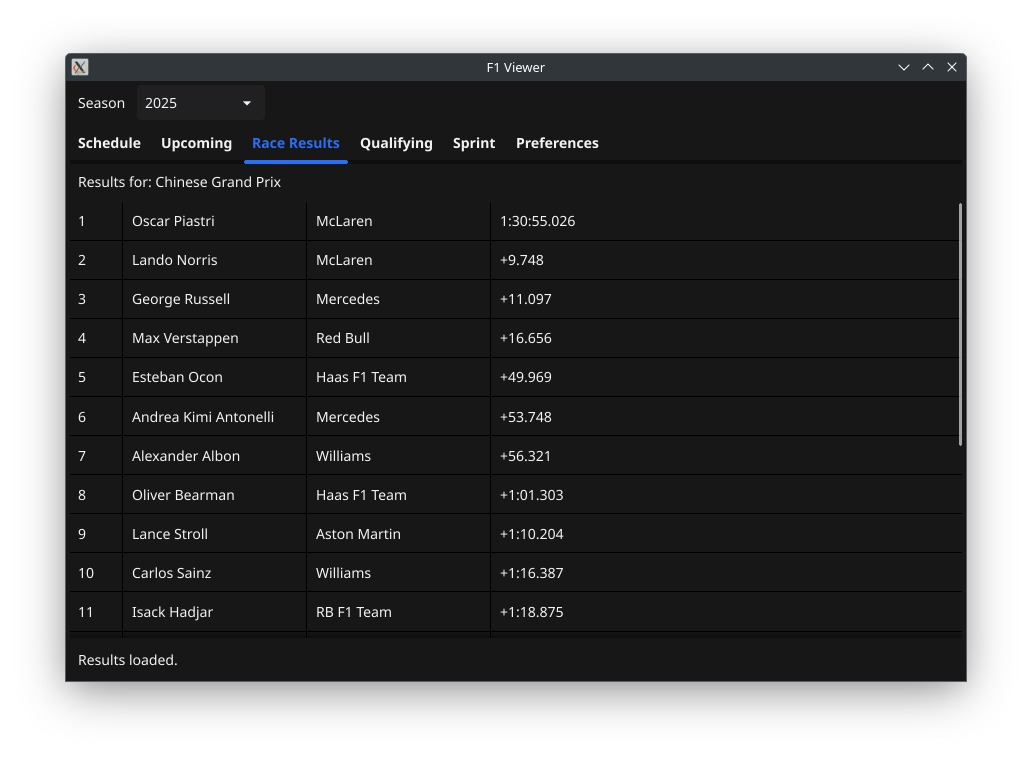 F1 Viewer
Season 2025
Schedule Upcoming Race Results Qualifying Sprint Preferences
Results for: Chinese Grand Prix
1 Oscar Piastri McLaren 1:30:55.026
2 Lando Norris McLaren +9.748
3 George Russell Mercedes +11.097
4 Max Verstappen Red Bull +16.656
5 Esteban Ocon Haas F1 Team +49.969
6 Andrea Kimi Antonelli Mercedes +53.748
7 Alexander Albon Williams +56.321
8 Oliver Bearman Haas F1 Team +1:01.303
9 Lance Stroll Aston Martin +1:10.204
10 Carlos Sainz Williams +1:16.387
11 Isack Hadjar RB F1 Team +1:18.875
Results loaded.